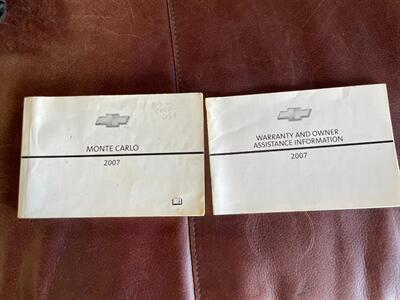 MONTE CARLO
2007
WARRANTY AND OWNER
ASSISTANCE INFORMATION
2007